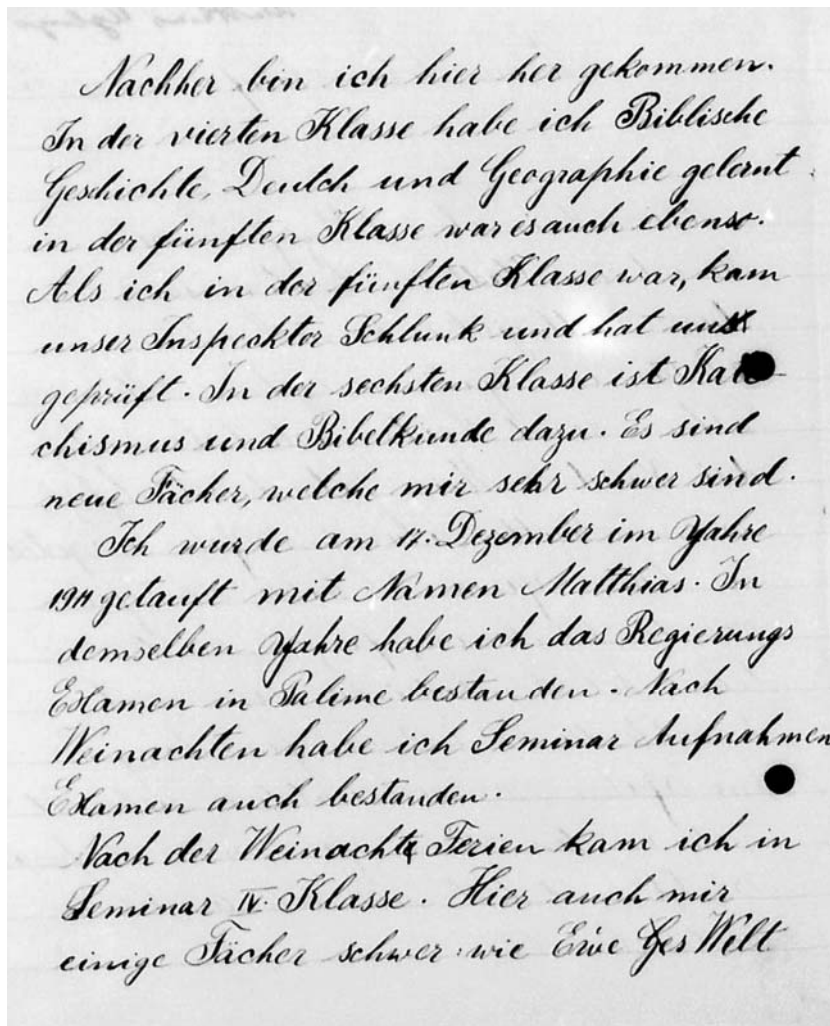 Nachher bin ich hier her gekommen.
In der vierten Klasse habe ich Biblische
Geschichte, Deutch und Geographie gelernt.
in der fünften Klasse war es auch ebenso.
Als ich in der fünften Klasse war, kam
unser Inspecktor Schlunk und hat uns
geprüft. In der sechsten Klasse ist Kate-
chismus und Bibelkunde dazu. Es sind
neue Fächer, welche mir sehr schwer sind.
Ich wurde am 17. Dezember im Jahre
1911 getauft mit Namen Matthias. In
demselben Jahre habe ich das Regierungs
Examen in Palime bestanden. Nach
Weinachten habe ich Seminar Aufnahmen
Examen auch bestanden.
Nach der Weinacht Ferien kam ich in
Seminar IV. Klasse. Hier auch mir
einige Fächer schwer wie Ewe Ges Welt